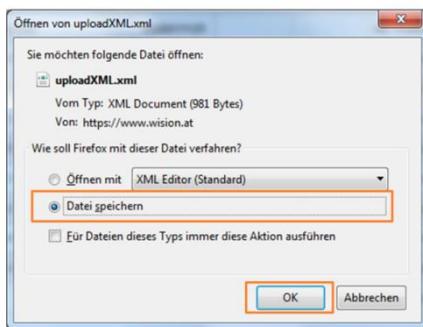 Öffnen von uploadXML.xml
Sie möchten folgende Datei öffnen:
uploadXML.xml
Vom Typ: XML Document (981 Bytes)
Von: https://www.wision.at
Wie soll Firefox mit dieser Datei verfahren?
Öffnen mit XML Editor (Standard)
Datei speichern
Für Dateien dieses Typs immer diese Aktion ausführen
OK Abbrechen